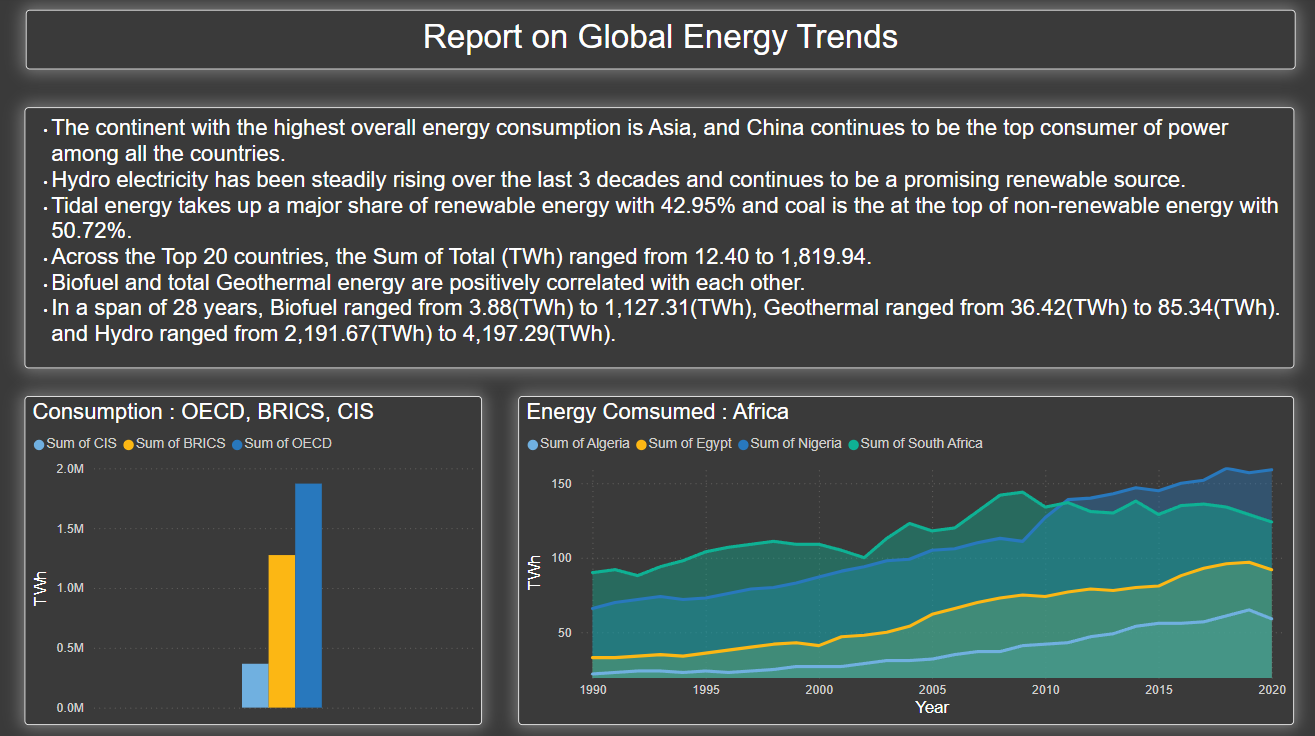 Report on Global Energy Trends
· The continent with the highest overall energy consumption is Asia, and China continues to be the top consumer of power
among all the countries.
· Hydro electricity has been steadily rising over the last 3 decades and continues to be a promising renewable source.
· Tidal energy takes up a major share of renewable energy with 42.95% and coal is the at the top of non-renewable energy with
50.72%.
· Across the Top 20 countries, the Sum of Total (TWh) ranged from 12.40 to 1,819.94.
· Biofuel and total Geothermal energy are positively correlated with each other.
· In a span of 28 years, Biofuel ranged from 3.88(TWh) to 1,127.31(TWh), Geothermal ranged from 36.42(TWh) to 85.34(TWh).
and Hydro ranged from 2,191.67(TWh) to 4,197.29(TWh).
Consumption : OECD, BRICS, CIS
Sum of CIS Sum of BRICS Sum of OECD
2.0M
1.5M
1.0M
0.5M
0.0M
TWh
Energy Comsumed : Africa
Sum of Algeria Sum of Egypt Sum of Nigeria Sum of South Africa
150
100
50
TWh
1990 1995 2000 2005 2010 2015 2020
Year